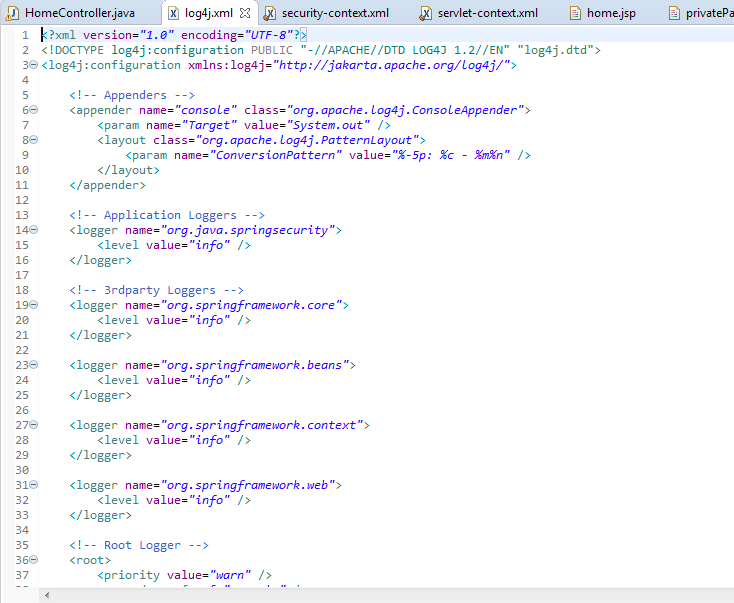 HomeController.java log4j.xml security-context.xml servlet-context.xml home.jsp privatePa
1 <?xml version="1.0" encoding="UTF-8"?>
2 <!DOCTYPE log4j:configuration PUBLIC "-//APACHE//DTD LOG4J 1.2//EN" "log4j.dtd">
3 <log4j:configuration xmlns:log4j="http://jakarta.apache.org/log4j/">
4
5 <!-- Appenders -->
6 <appender name="console" class="org.apache.log4j.ConsoleAppender">
7 <param name="Target" value="System.out" />
8 <layout class="org.apache.log4j.PatternLayout">
9 <param name="ConversionPattern" value="%-5p: %c - %m%n" />
10 </layout>
11 </appender>
12
13 <!-- Application Loggers -->
14 <logger name="org.java.springsecurity">
15 <level value="info" />
16 </logger>
17
18 <!-- 3rdparty Loggers -->
19 <logger name="org.springframework.core">
20 <level value="info" />
21 </logger>
22
23 <logger name="org.springframework.beans">
24 <level value="info" />
25 </logger>
26
27 <logger name="org.springframework.context">
28 <level value="info" />
29 </logger>
30
31 <logger name="org.springframework.web">
32 <level value="info" />
33 </logger>
34
35 <!-- Root Logger -->
36 <root>
37 <priority value="warn" />